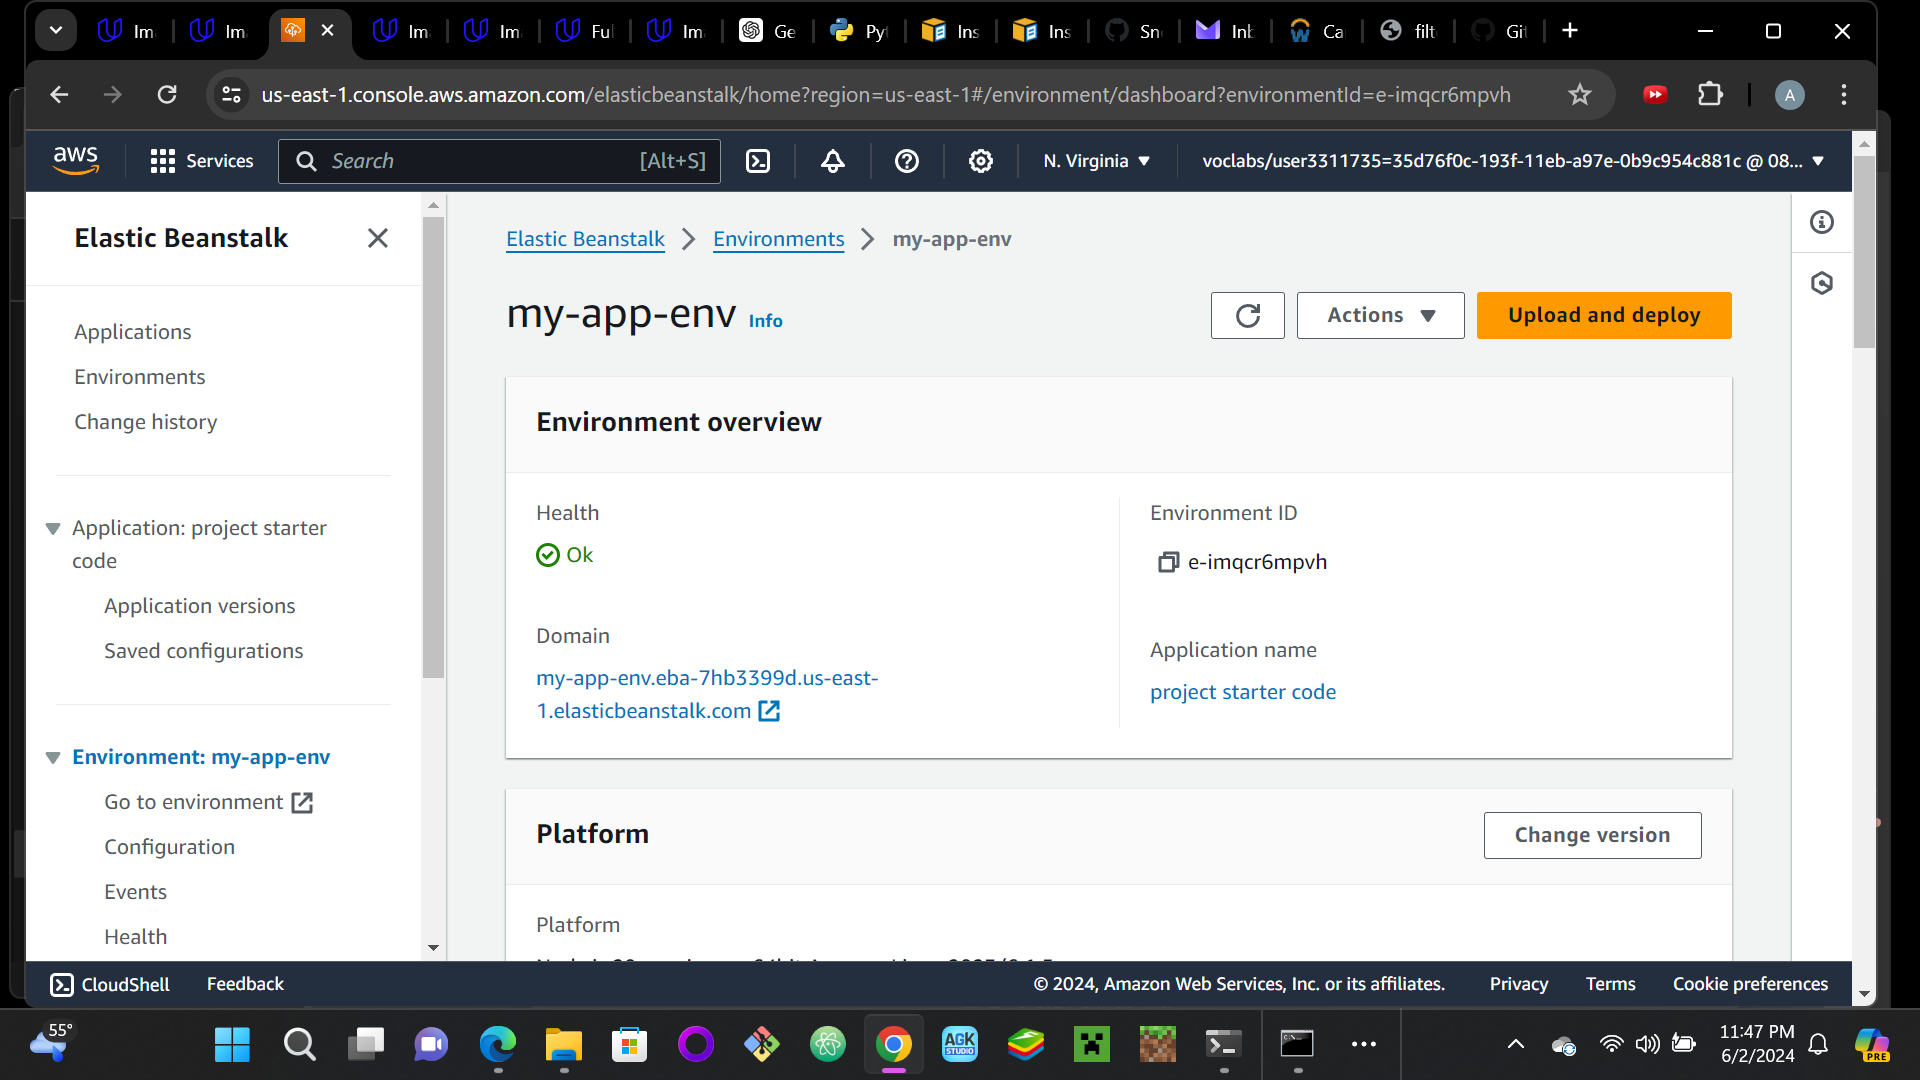 Im
Im
Im
Im
Ful
Im
Ge
Pyt
Ins
Ins
Sn
Inb
Ca
filt
Git
us-east-1.console.aws.amazon.com/elasticbeanstalk/home?region=us-east-1#/environment/dashboard?environmentId=e-imqcr6mpvh
A
aws
Services
Search
[Alt+S]
N. Virginia
voclabs/user3311735=35d76f0c-193f-11eb-a97e-0b9c954c881c @ 08...
Elastic Beanstalk
Applications
Environments
Change history
Application: project starter
code
Application versions
Saved configurations
Environment: my-app-env
Go to environment
Configuration
Events
Health
Elastic Beanstalk
Environments
my-app-env
my-app-env Info
Actions
Upload and deploy
Environment overview
Health
Ok
Domain
my-app-env.eba-7hb3399d.us-east-
1.elasticbeanstalk.com
Environment ID
e-imqcr6mpvh
Application name
project starter code
Platform
Change version
Platform
CloudShell
Feedback
© 2024, Amazon Web Services, Inc. or its affiliates.
Privacy
Terms
Cookie preferences
55°
AGK
STUDIO
11:47 PM
6/2/2024
PRE